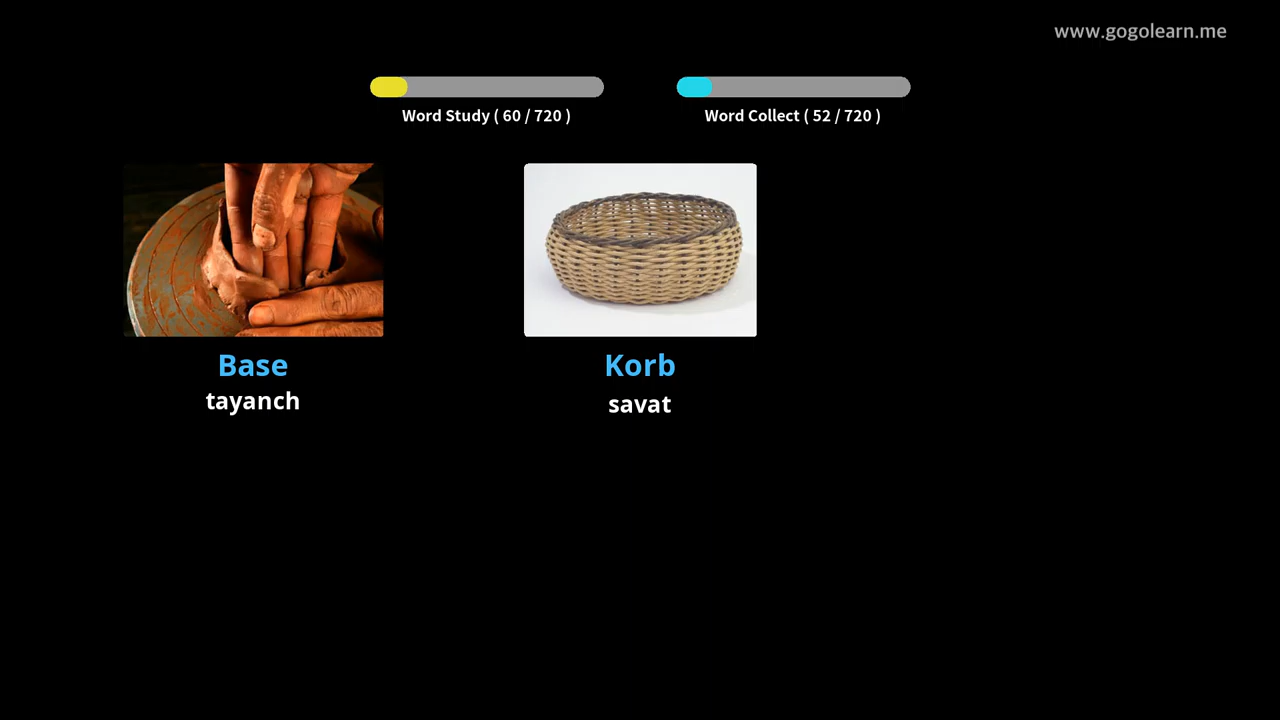 www.gogolearn.me
Word Study ( 60 / 720 )
Word Collect ( 52 / 720 )
Base
tayanch
Korb
savat